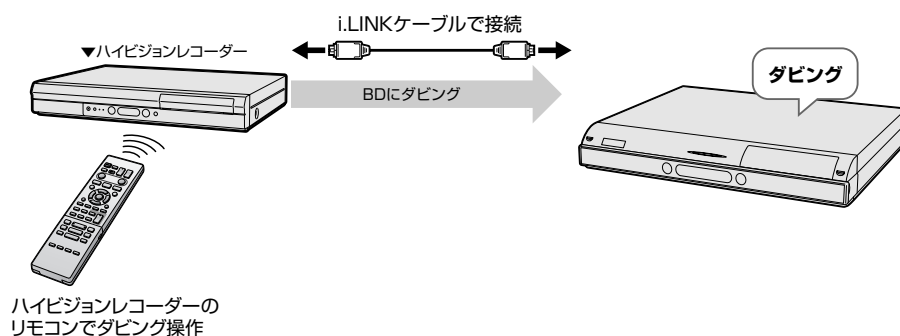 i.LINKケーブルで接続
▼ハイビジョンレコーダー
BDにダビング
ダビング
ハイビジョンレコーダーの
リモコンでダビング操作